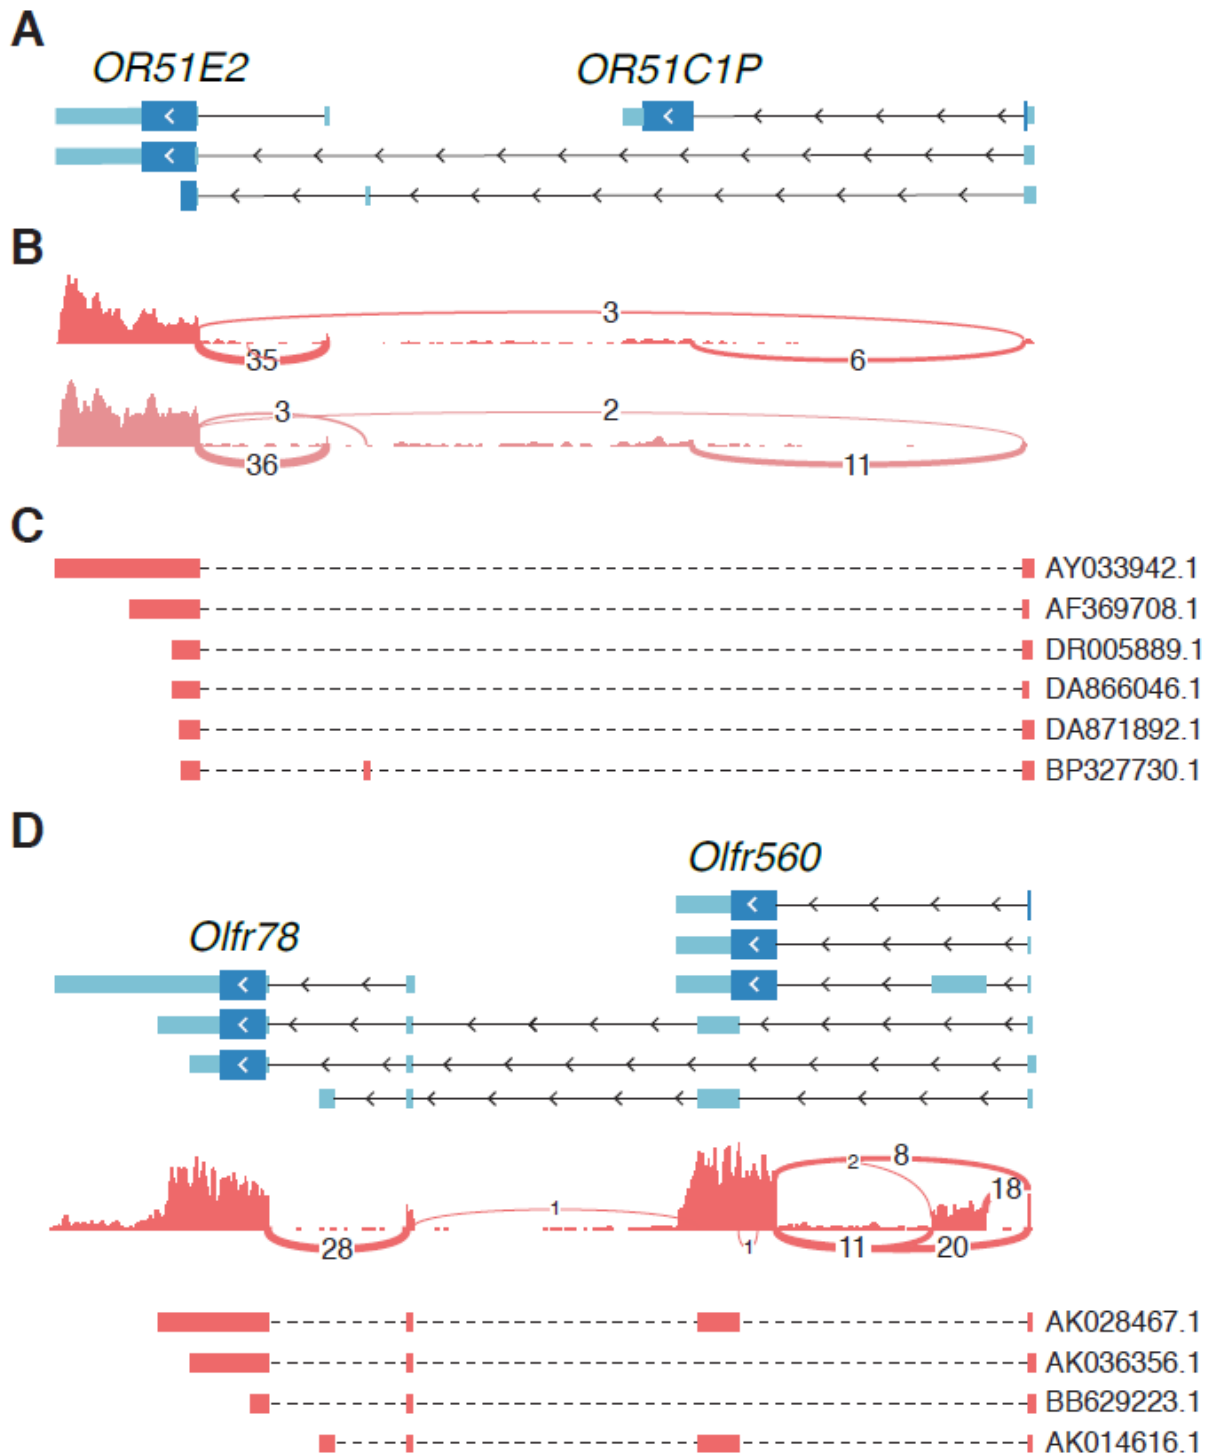 A
OR51E2
OR51C1P
B
3
35
6
3
2
36
11
C
AY033942.1
AF369708.1
DR005889.1
DA866046.1
DA871892.1
BP327730.1
D
Olfr560
Olfr78
2
8
18
1
28
1
11
20
AK028467.1
AK036356.1
BB629223.1
AK014616.1